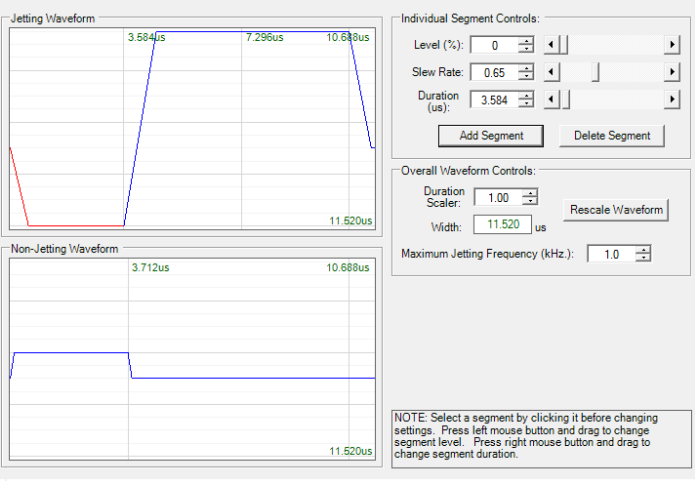 Jetting Waveform
3.584us
7.296us
10.688us
11.520us
Non-Jetting Waveform
3.712us
10.688us
11.520us
Individual Segment Controls:
Level (%): 0
Slew Rate: 0.65
Duration
(us): 3.584
Add Segment
Delete Segment
Overall Waveform Controls:
Duration
Scaler: 1.00
Rescale Waveform
Width: 11.520 us
Maximum Jetting Frequency (kHz.): 1.0
NOTE: Select a segment by clicking it before changing
settings. Press left mouse button and drag to change
segment level. Press right mouse button and drag to
change segment duration.